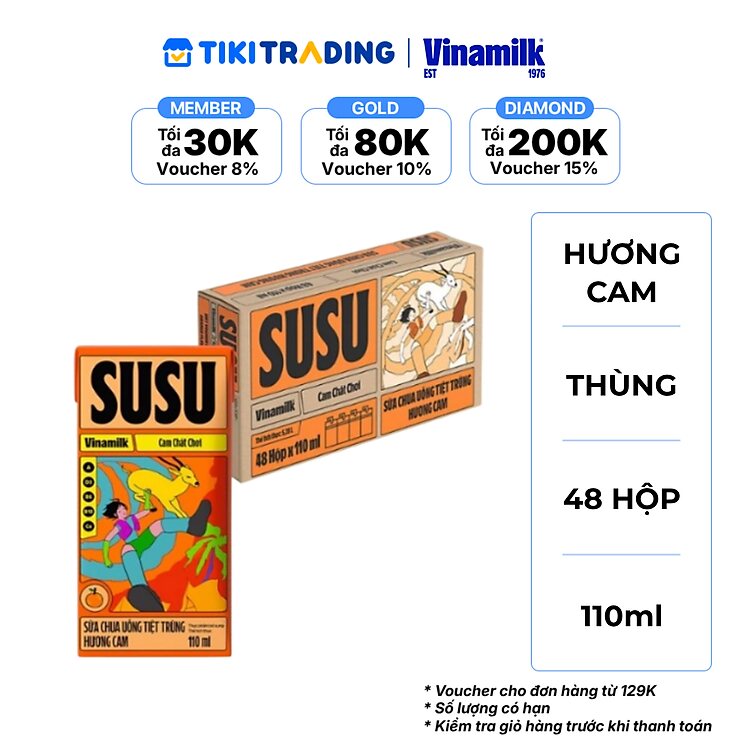 TIKI TRADING
Vinamilk
EST 1976
MEMBER
Tối đa 30K
Voucher 8%
GOLD
Tối đa 80K
Voucher 10%
DIAMOND
Tối đa 200K
Voucher 15%
HƯƠNG
CAM
THÙNG
48 HỘP
110ml
SUSU
Vinamilk
Cam Chất Chơi
SỮA CHUA UỐNG TIỆT TRÙNG
HƯƠNG CAM
48 Hộp x 110 ml
SUSU
Vinamilk
Cam Chất Chơi
SỮA CHUA UỐNG TIỆT TRÙNG
HƯƠNG CAM
110 ml
* Voucher cho đơn hàng từ 129K
* Số lượng có hạn
* Kiểm tra giỏ hàng trước khi thanh toán